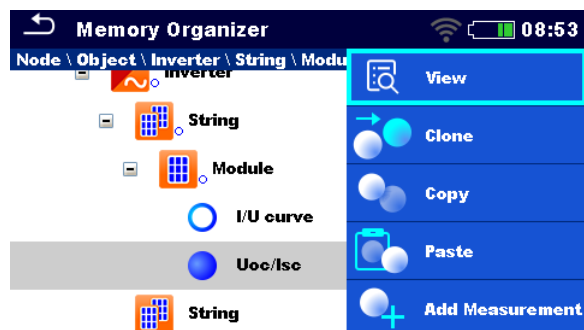 Memory Organizer
08:53
Node \ Object \ Inverter \ String \ Modu
Inverter
String
Module
I/U curve
Uoc/Isc
String
View
Clone
Copy
Paste
Add Measurement